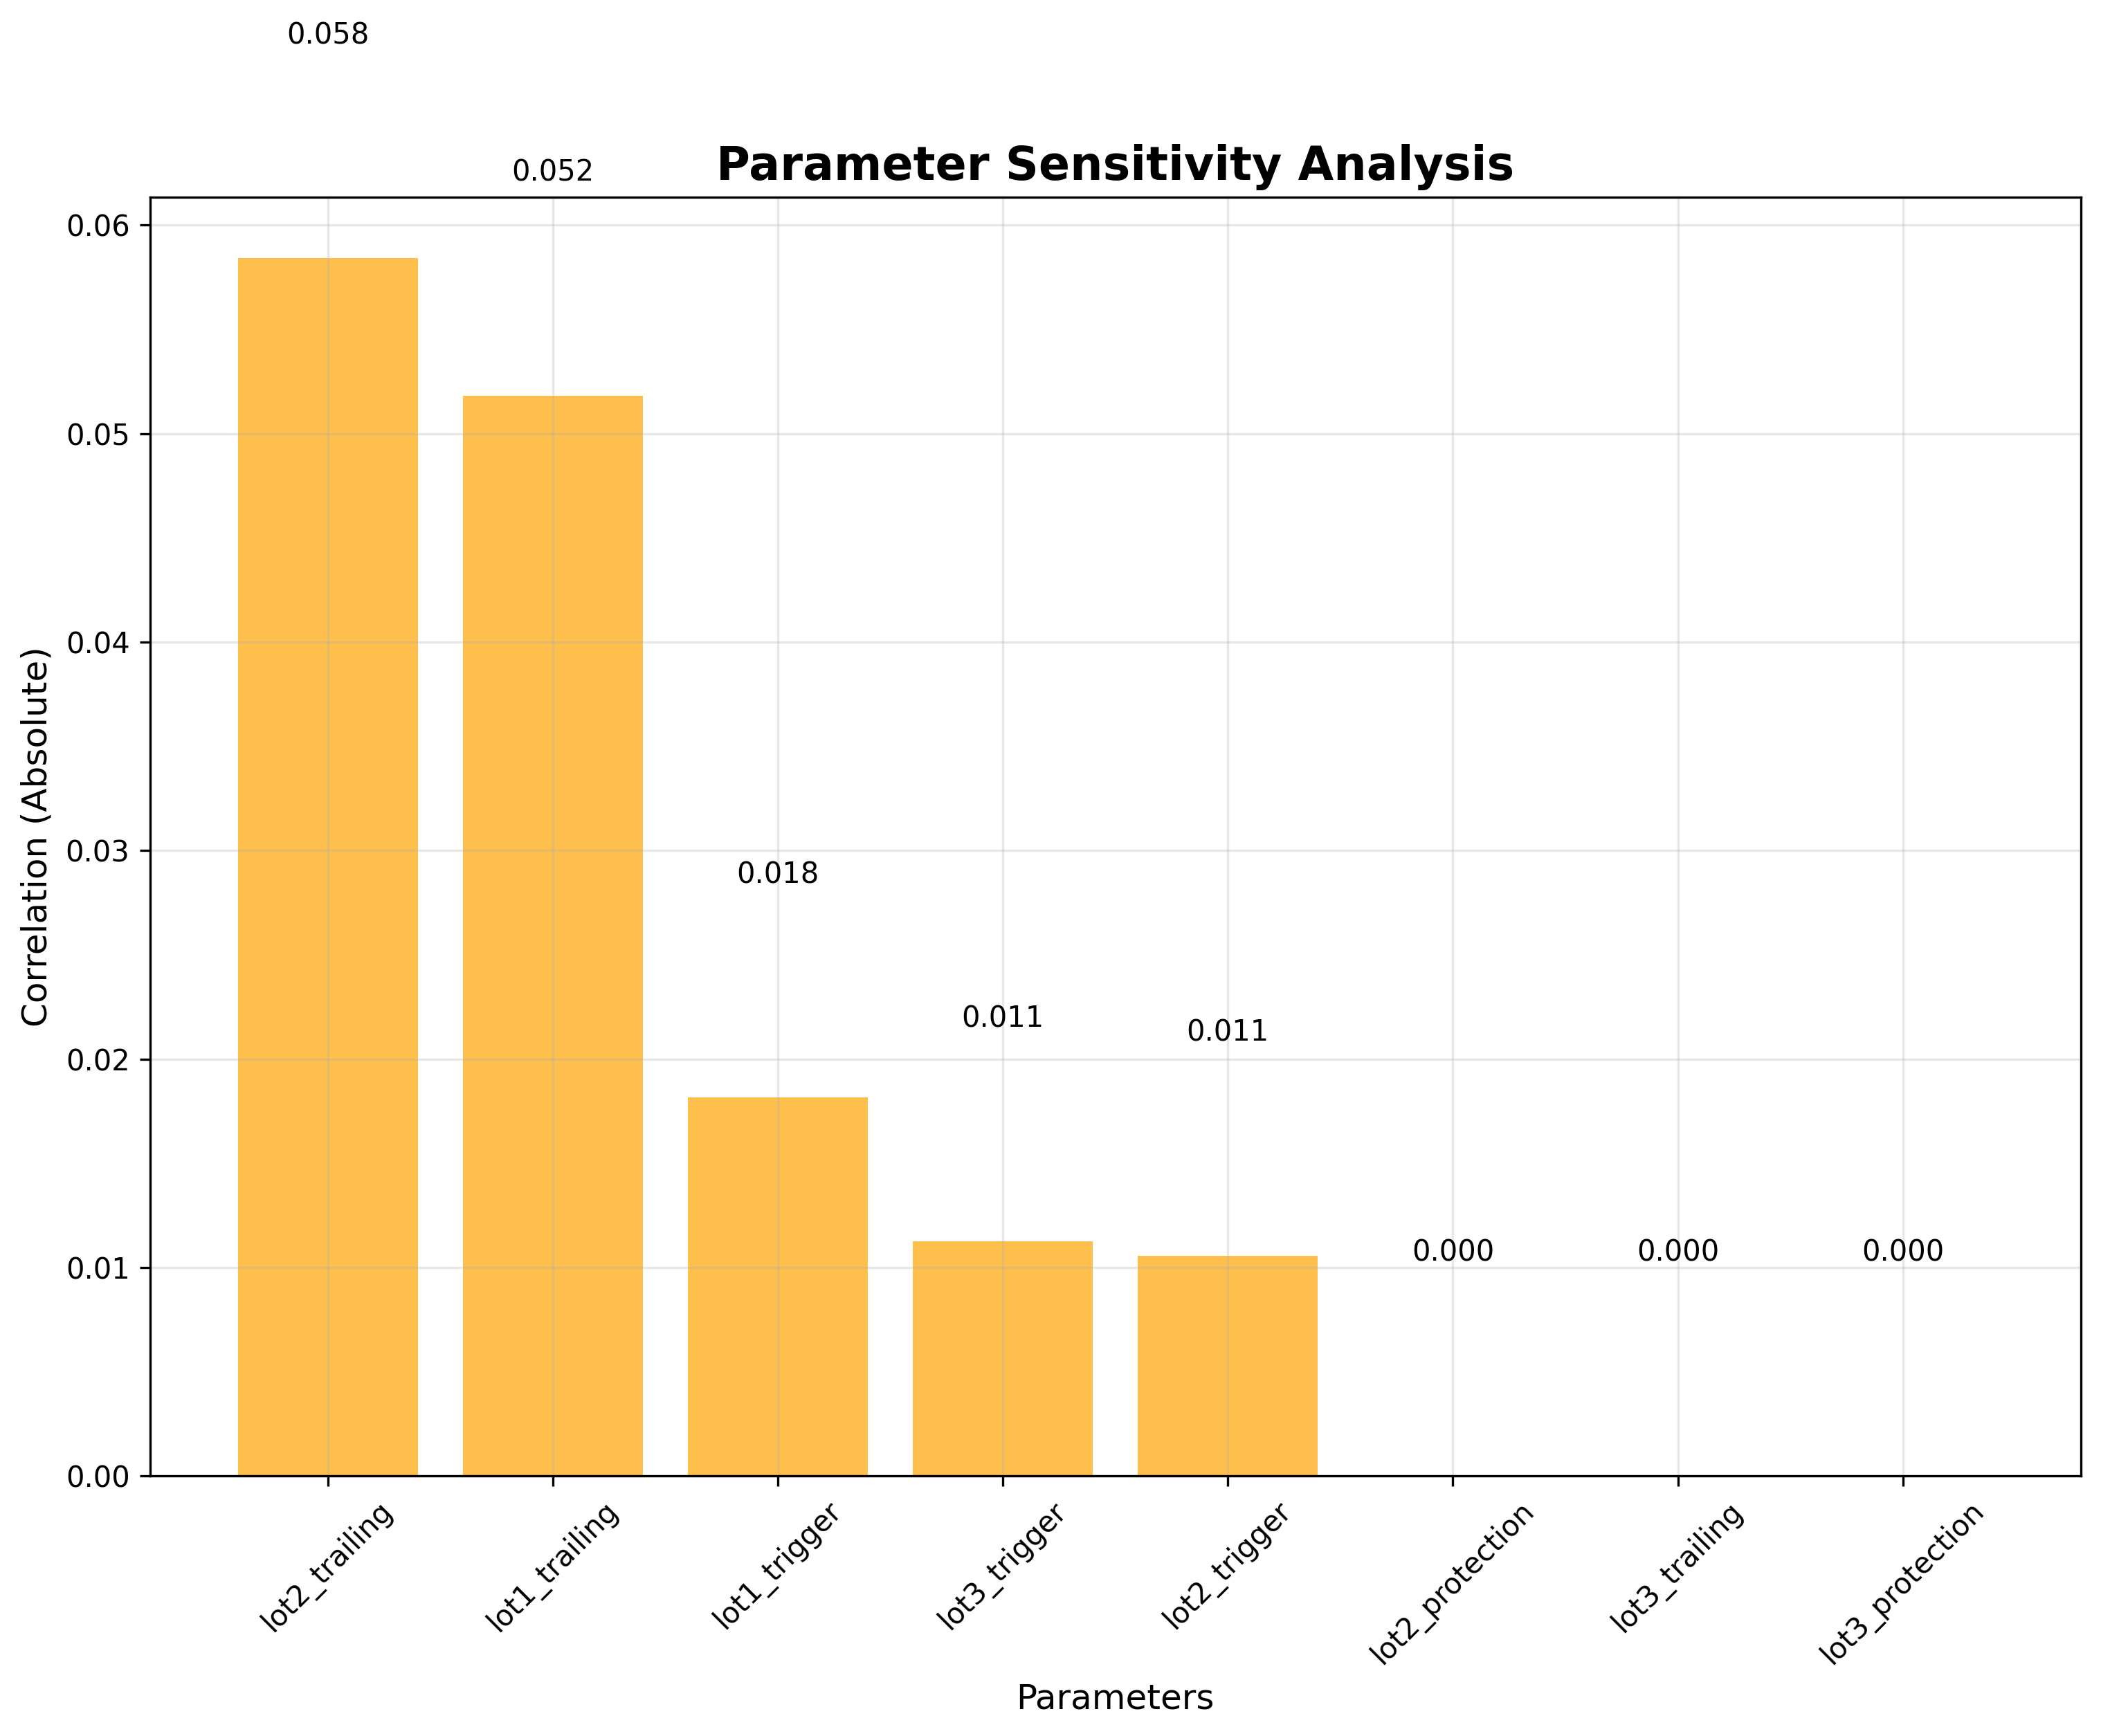 0.058
Parameter Sensitivity Analysis
0.052
0.06
0.05
0.04
0.03
0.02
0.01
0.00
Correlation (Absolute)
0.018
0.011
0.011
0.000
0.000
0.000
lot2_trailing
lot1_trailing
lot1_trigger
lot3_trigger
lot2_trigger
lot2_protection
lot3_trailing
lot3_protection
Parameters